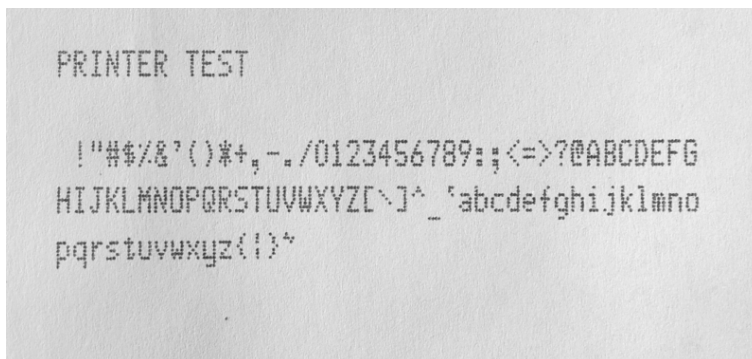 PRINTER TEST
 !"#$%&'()*+,-./0123456789:;<=>?@ABCDEFG
HIJKLMNOPQRSTUVWXYZ[\]^_`abcdefghijklmno
pqrstuvwxyz{|}~